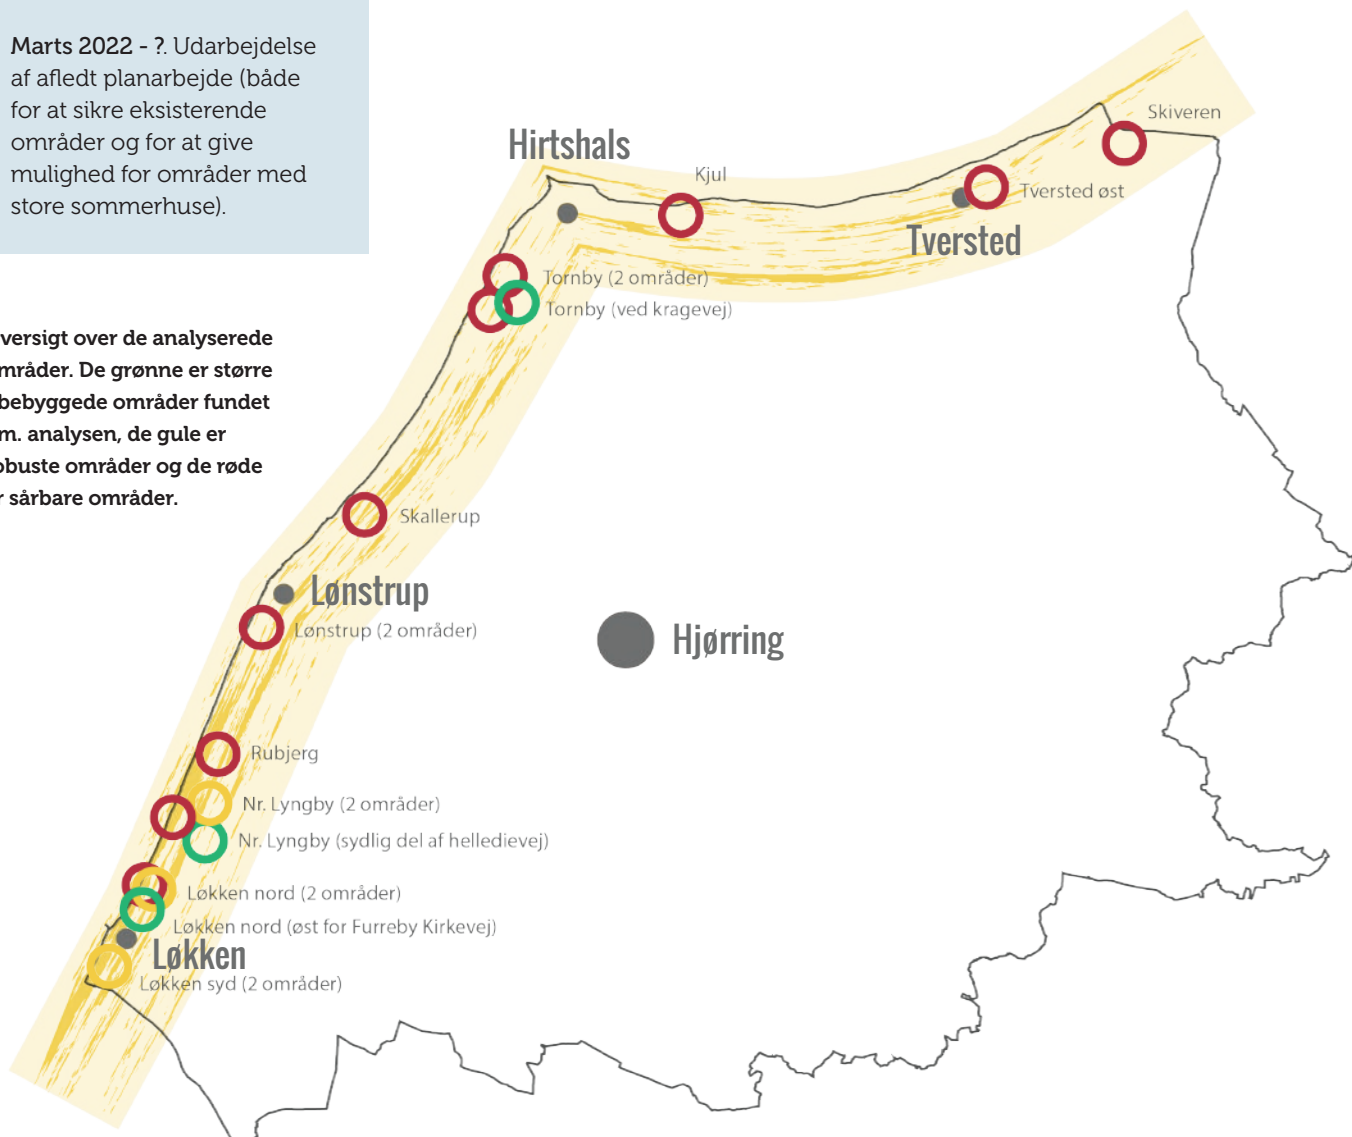 Marts 2022 - ?. Udarbejdelse
af afledt planarbejde (både
for at sikre eksisterende
områder og for at give
mulighed for områder med
store sommerhuse).
versigt over de analyserede
mråder. De grønne er større
bebyggede områder fundet
m. analysen, de gule er
obuste områder og de røde
r sårbare områder.
Skiveren
Hirtshals
Kjul
Tversted øst
Tversted
Tornby (2 områder)
Tornby (ved kragevej)
Skallerup
Lønstrup
Lønstrup (2 områder)
Hjørring
Rubjerg
Nr. Lyngby (2 områder)
Nr. Lyngby (sydlig del af helledievej)
Løkken nord (2 områder)
Løkken nord (øst for Furreby Kirkevej)
Løkken
Løkken syd (2 områder)